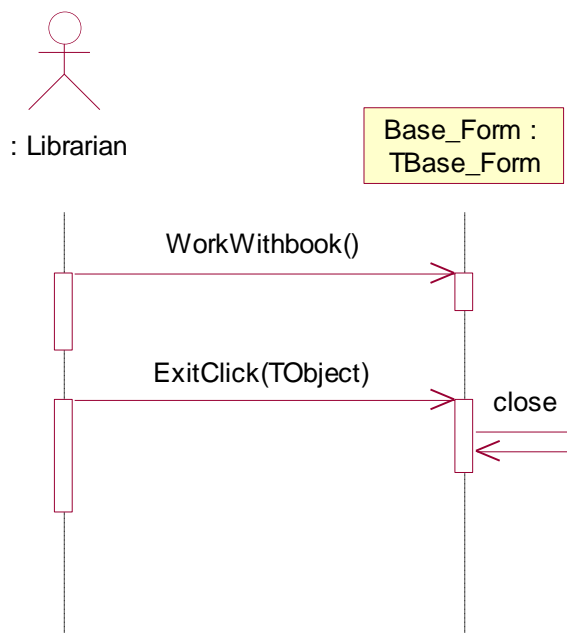 : Librarian
Base_Form :
TBase_Form
WorkWithbook()
ExitClick(TObject)
close